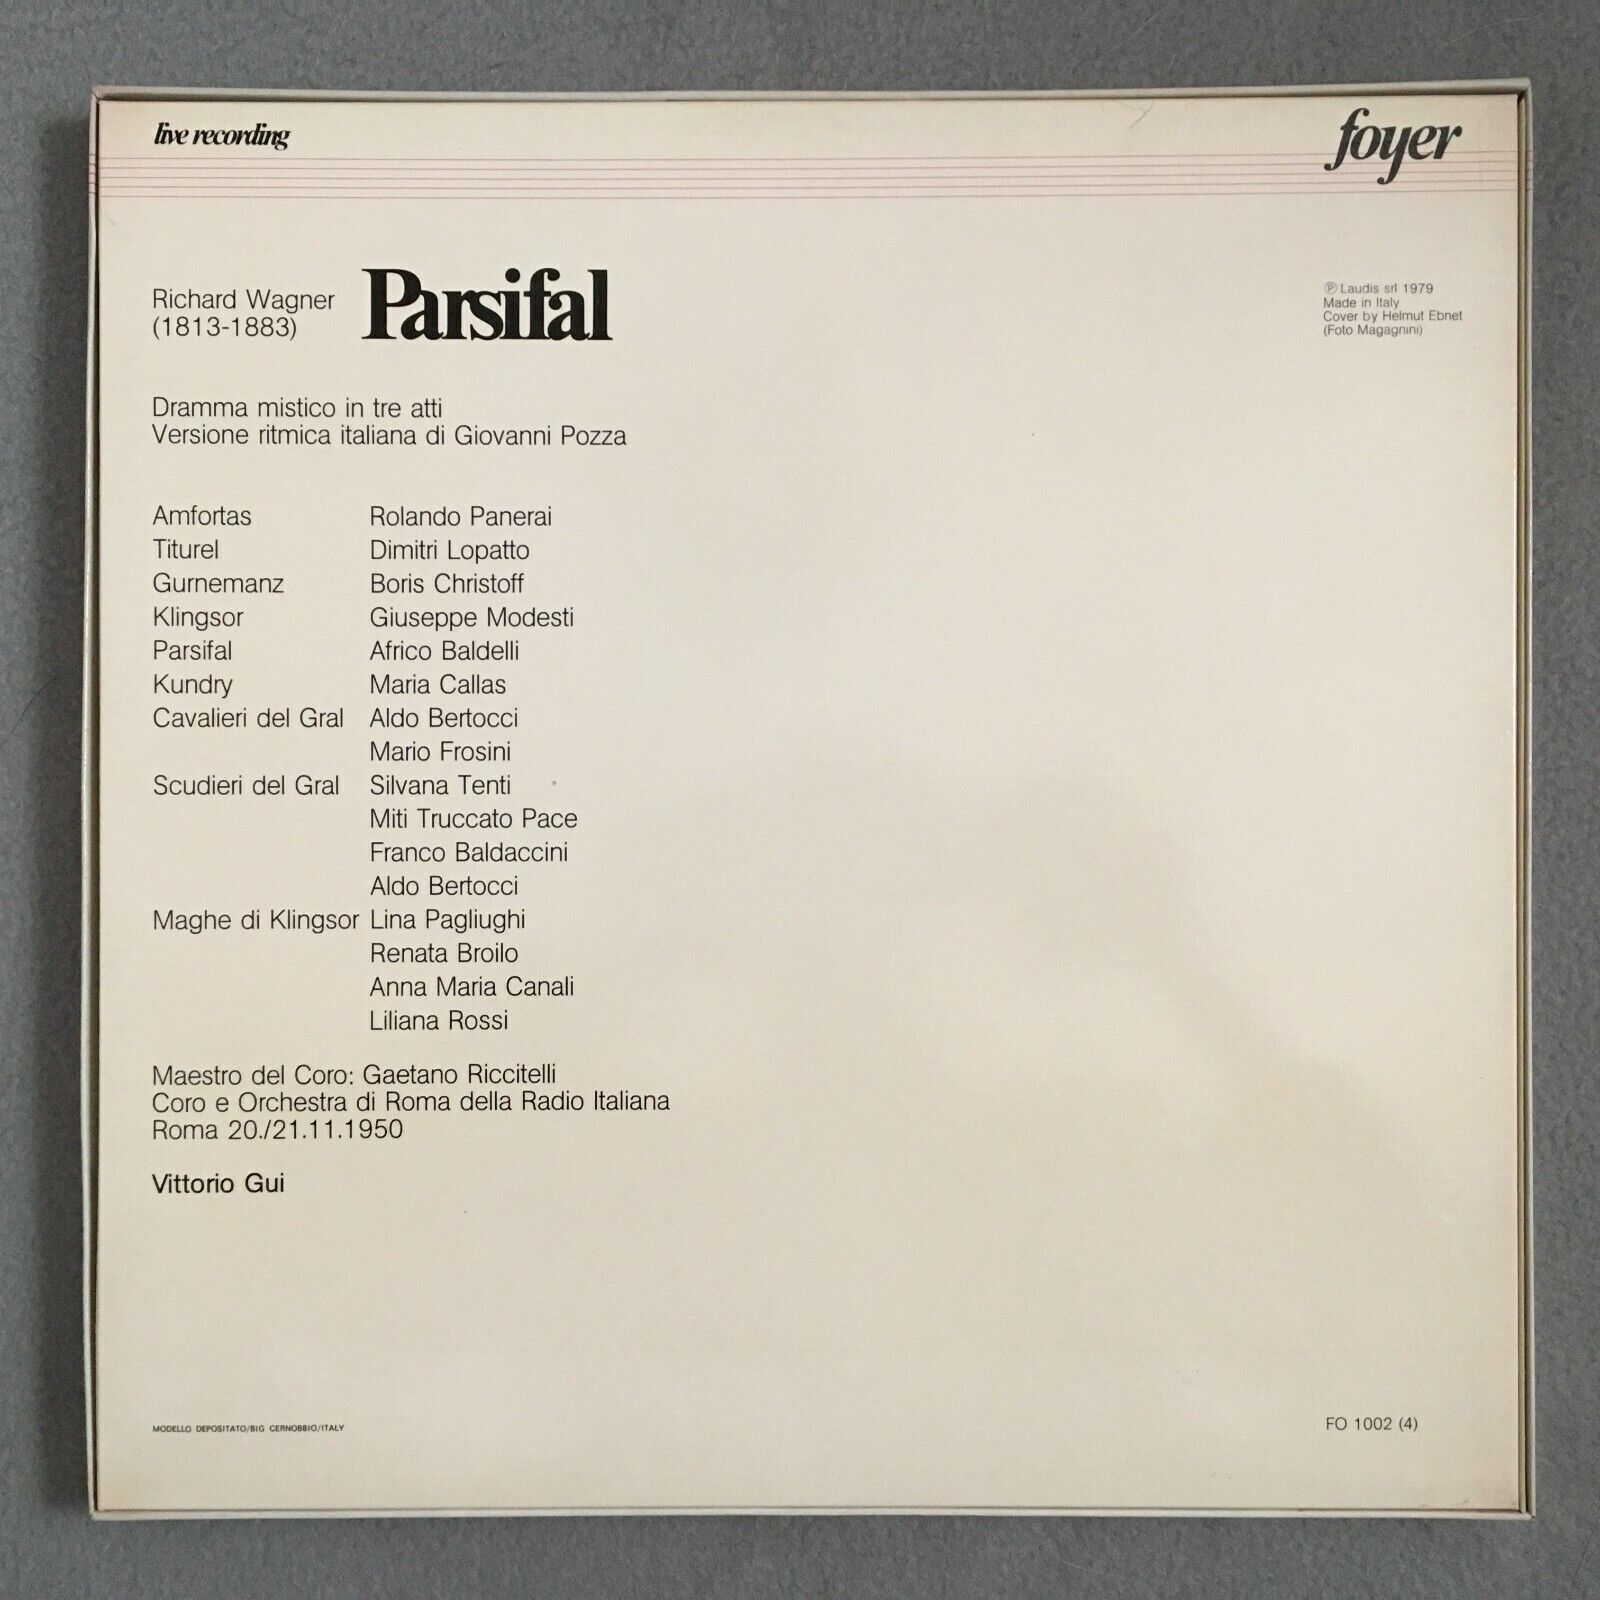 live recording
foyer
Richard Wagner
(1813-1883)
Parsifal
℗ Laudis srl 1979
Made in Italy
Cover by Helmut Ebnet
(Foto Magagnini)
Dramma mistico in tre atti
Versione ritmica italiana di Giovanni Pozza
Amfortas Rolando Panerai
Titurel Dimitri Lopatto
Gurnemanz Boris Christoff
Klingsor Giuseppe Modesti
Parsifal Africo Baldelli
Kundry Maria Callas
Cavalieri del Gral Aldo Bertocci
Mario Frosini
Scudieri del Gral Silvana Tenti
Miti Truccato Pace
Franco Baldaccini
Aldo Bertocci
Maghe di Klingsor Lina Pagliughi
Renata Broilo
Anna Maria Canali
Liliana Rossi
Maestro del Coro: Gaetano Riccitelli
Coro e Orchestra di Roma della Radio Italiana
Roma 20./21.11.1950
Vittorio Gui
MODELLO DEPOSITATO/BIG CERNOBBIO/ITALY
FO 1002 (4)